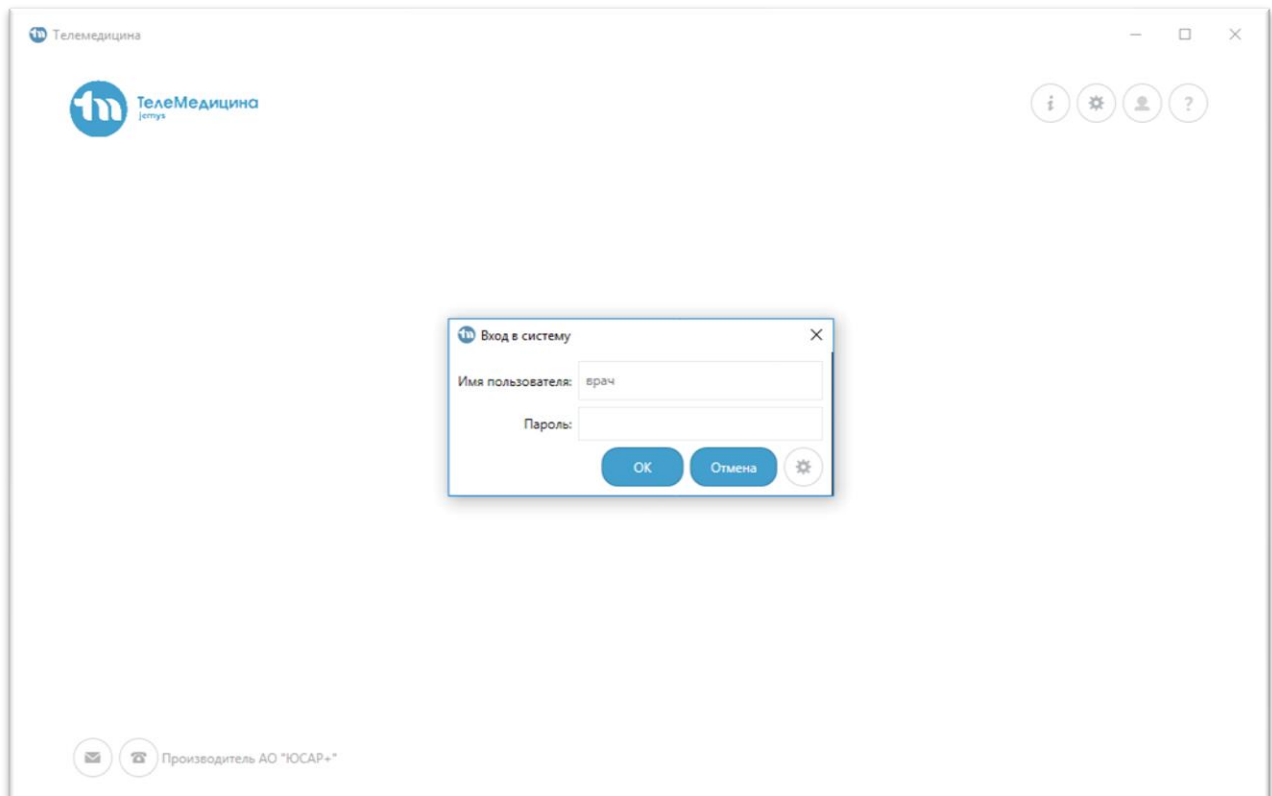 Телемедицина
ТелеМедицина
jemys
Вход в систему
Имя пользователя: врач
Пароль:
ОК Отмена
Производитель АО "ЮСАР+"